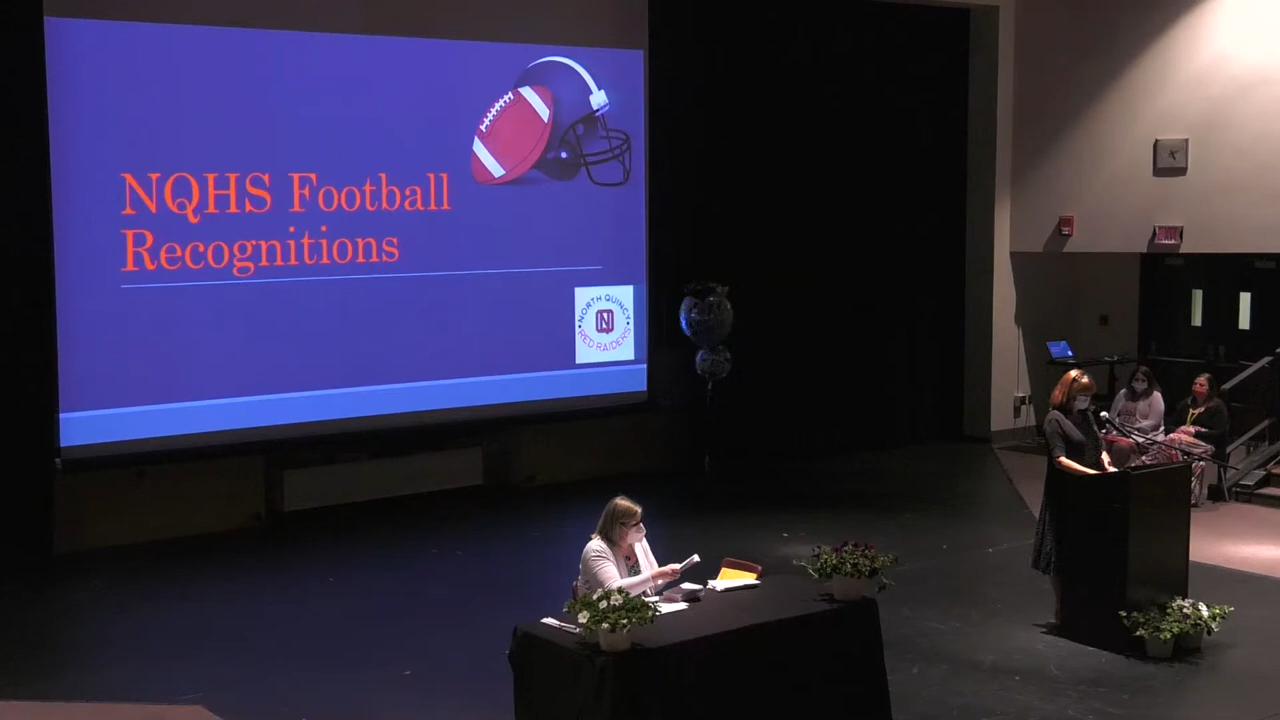 NQHS Football
Recognitions
NORTH QUINCY
N
RED RAIDERS